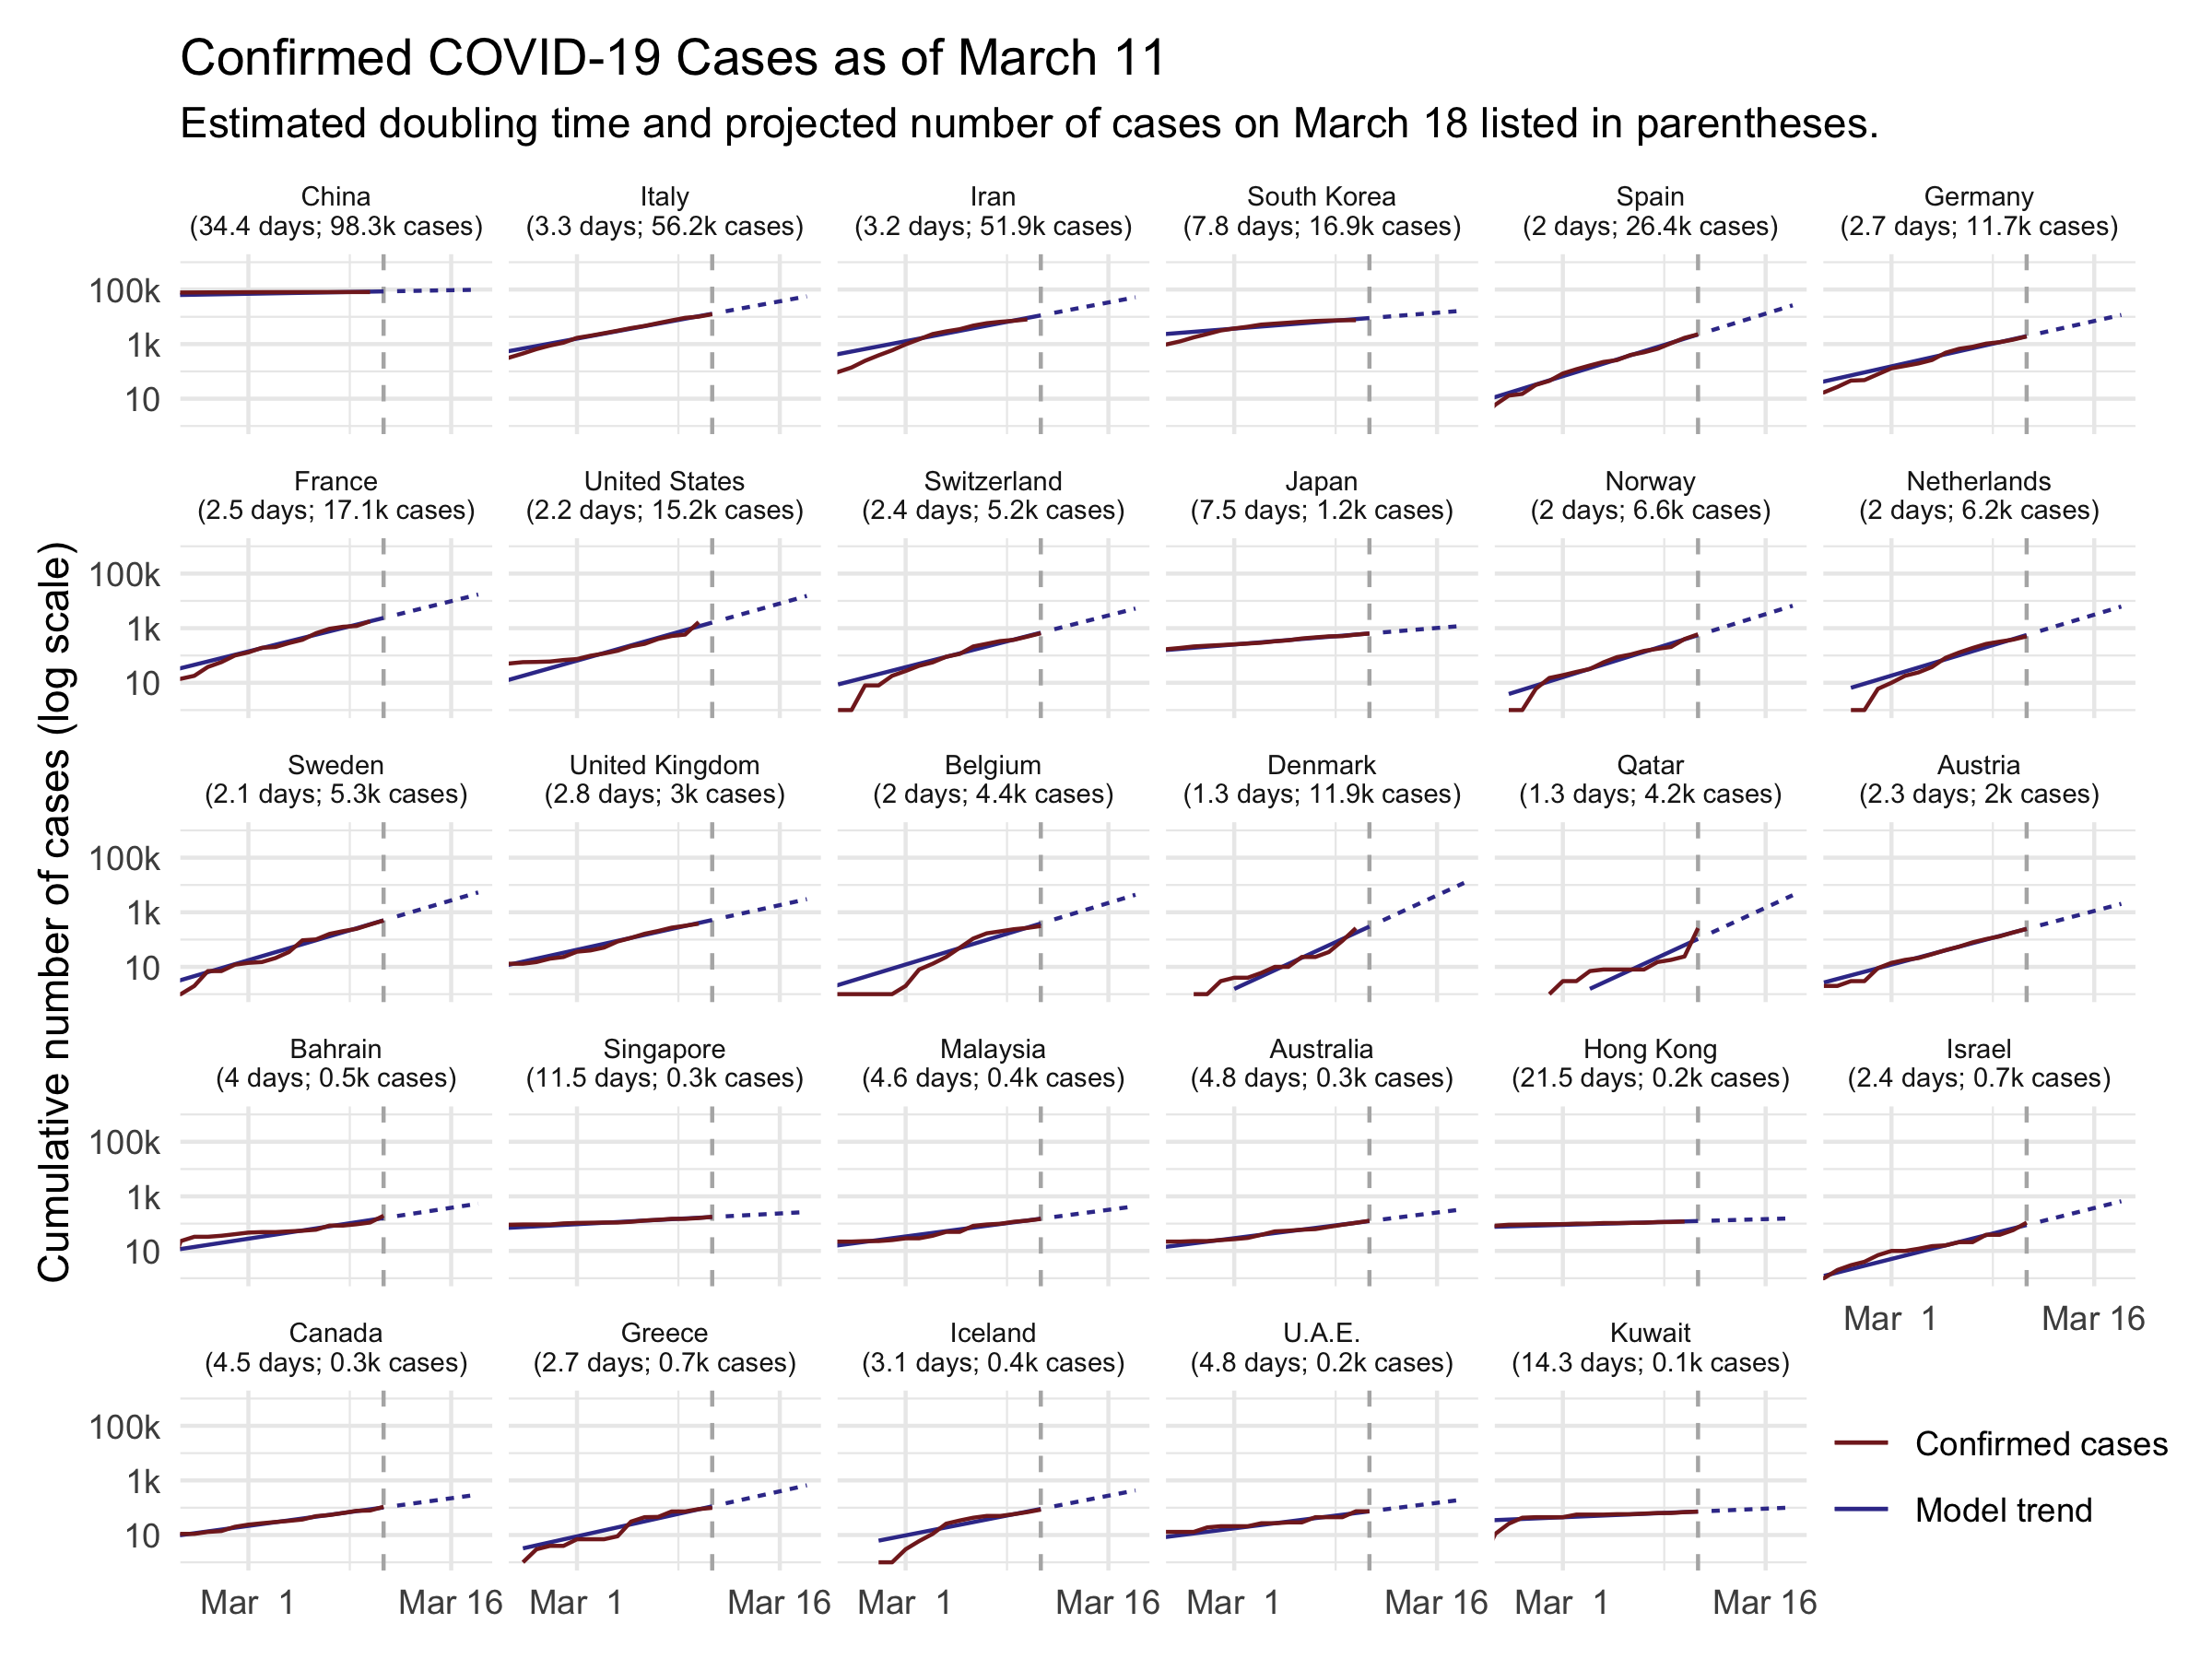 Confirmed COVID-19 Cases as of March 11
Estimated doubling time and projected number of cases on March 18 listed in parentheses.
China
(34.4 days; 98.3k cases)
Italy
(3.3 days; 56.2k cases)
Iran
(3.2 days; 51.9k cases)
South Korea
(7.8 days; 16.9k cases)
Spain
(2 days; 26.4k cases)
Germany
(2.7 days; 11.7k cases)
100k
1k
10
France
(2.5 days; 17.1k cases)
United States
(2.2 days; 15.2k cases)
Switzerland
(2.4 days; 5.2k cases)
Japan
(7.5 days; 1.2k cases)
Norway
(2 days; 6.6k cases)
Netherlands
(2 days; 6.2k cases)
100k
1k
10
Cumulative number of cases (log scale)
Sweden
(2.1 days; 5.3k cases)
United Kingdom
(2.8 days; 3k cases)
Belgium
(2 days; 4.4k cases)
Denmark
(1.3 days; 11.9k cases)
Qatar
(1.3 days; 4.2k cases)
Austria
(2.3 days; 2k cases)
100k
1k
10
Bahrain
(4 days; 0.5k cases)
Singapore
(11.5 days; 0.3k cases)
Malaysia
(4.6 days; 0.4k cases)
Australia
(4.8 days; 0.3k cases)
Hong Kong
(21.5 days; 0.2k cases)
Israel
(2.4 days; 0.7k cases)
100k
1k
10
Mar 1
Mar 16
Canada
(4.5 days; 0.3k cases)
Greece
(2.7 days; 0.7k cases)
Iceland
(3.1 days; 0.4k cases)
U.A.E.
(4.8 days; 0.2k cases)
Kuwait
(14.3 days; 0.1k cases)
100k
1k
10
Confirmed cases
Model trend
Mar 1
Mar 16
Mar 1
Mar 16
Mar 1
Mar 16
Mar 1
Mar 16
Mar 1
Mar 16